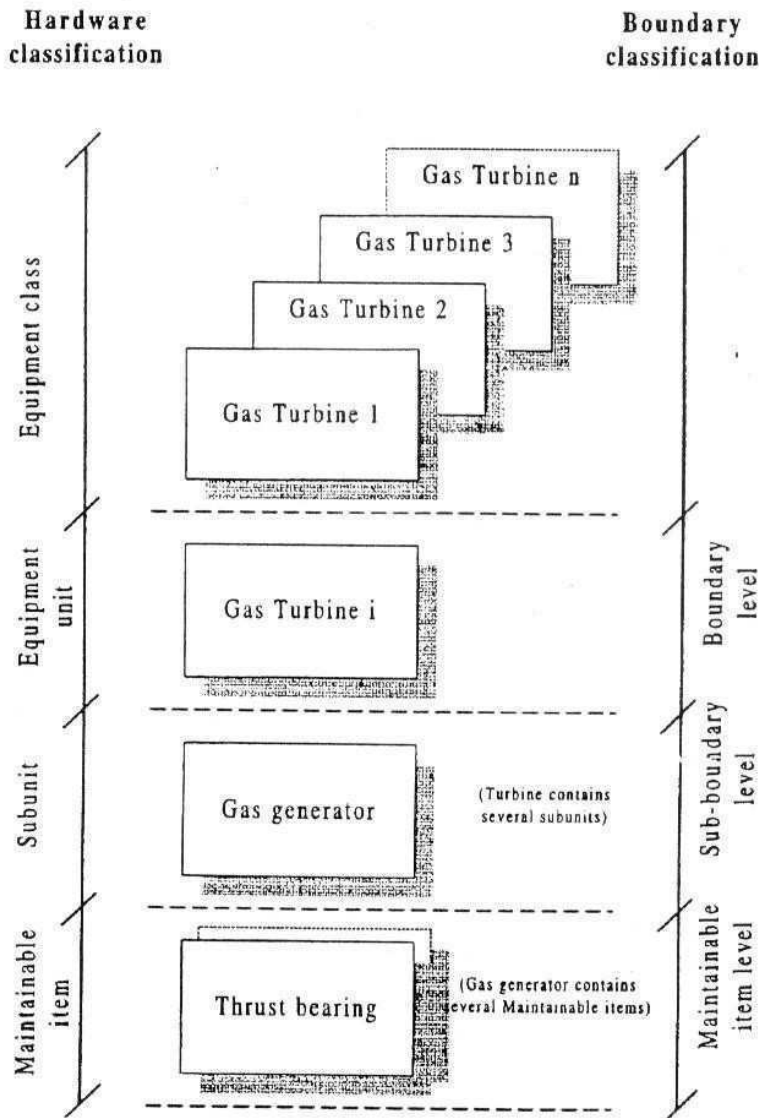 Hardware
classification
Boundary
classification
Equipment class
Gas Turbine n
Gas Turbine 3
Gas Turbine 2
Gas Turbine 1
Equipment
unit
Gas Turbine i
Boundary
level
Subunit
Gas generator
(Turbine contains
several subunits)
Sub-boundary
level
Maintainable
item
Thrust bearing
(Gas generator contains
several Maintainable items)
Maintainable
item level